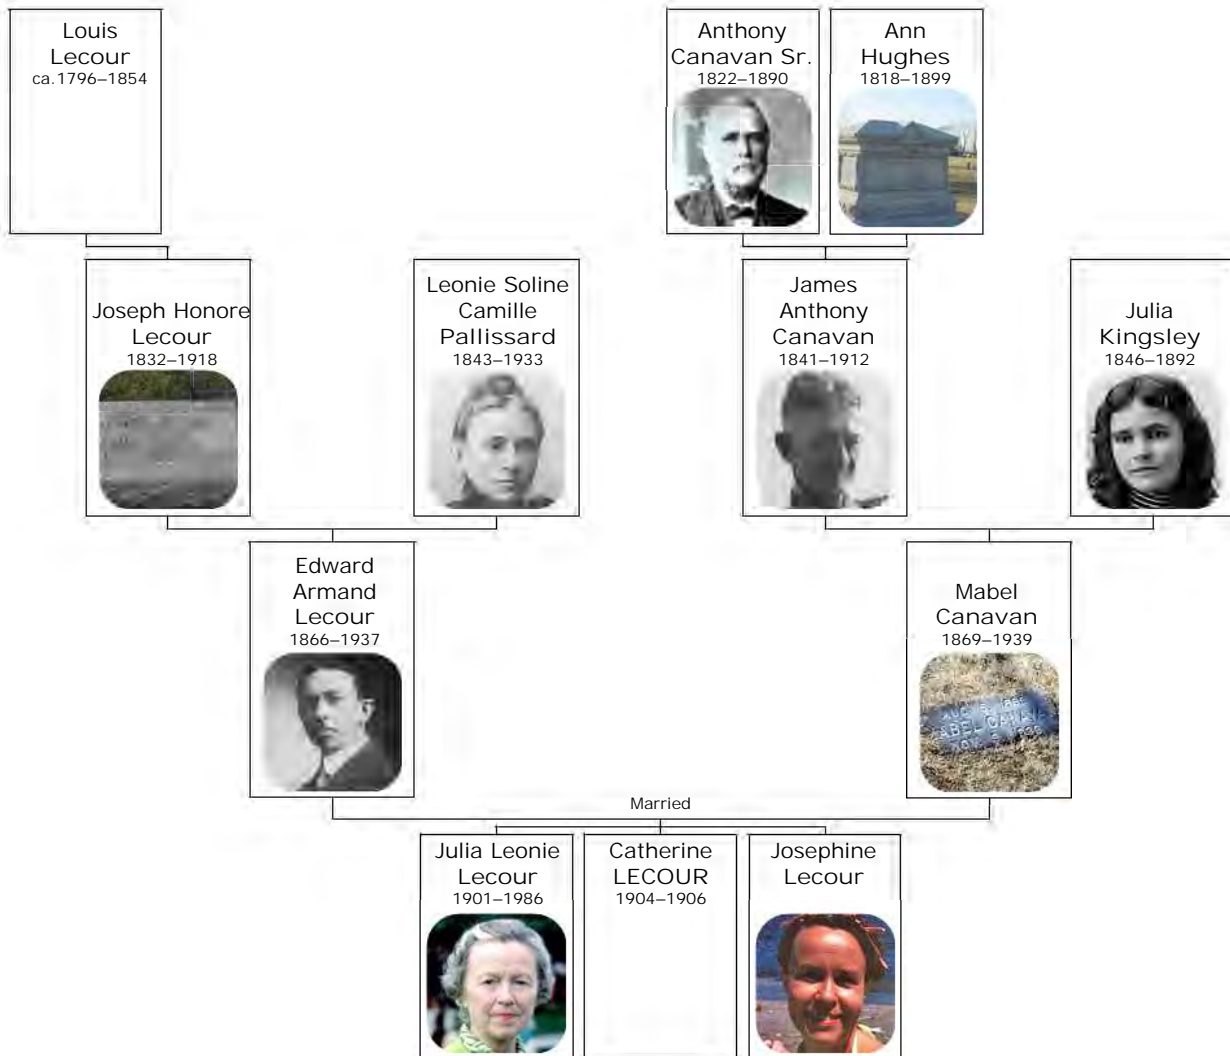 Louis
Lecour
ca.1796–1854
Anthony
Canavan Sr.
1822–1890
Ann
Hughes
1818–1899
Joseph Honore
Lecour
1832–1918
Leonie Soline
Camille
Pallissard
1843–1933
James
Anthony
Canavan
1841–1912
Julia
Kingsley
1846–1892
Edward
Armand
Lecour
1866–1937
Mabel
Canavan
1869–1939
ABEL CANAVA
Married
Julia Leonie
Lecour
1901–1986
Catherine
LECOUR
1904–1906
Josephine
Lecour